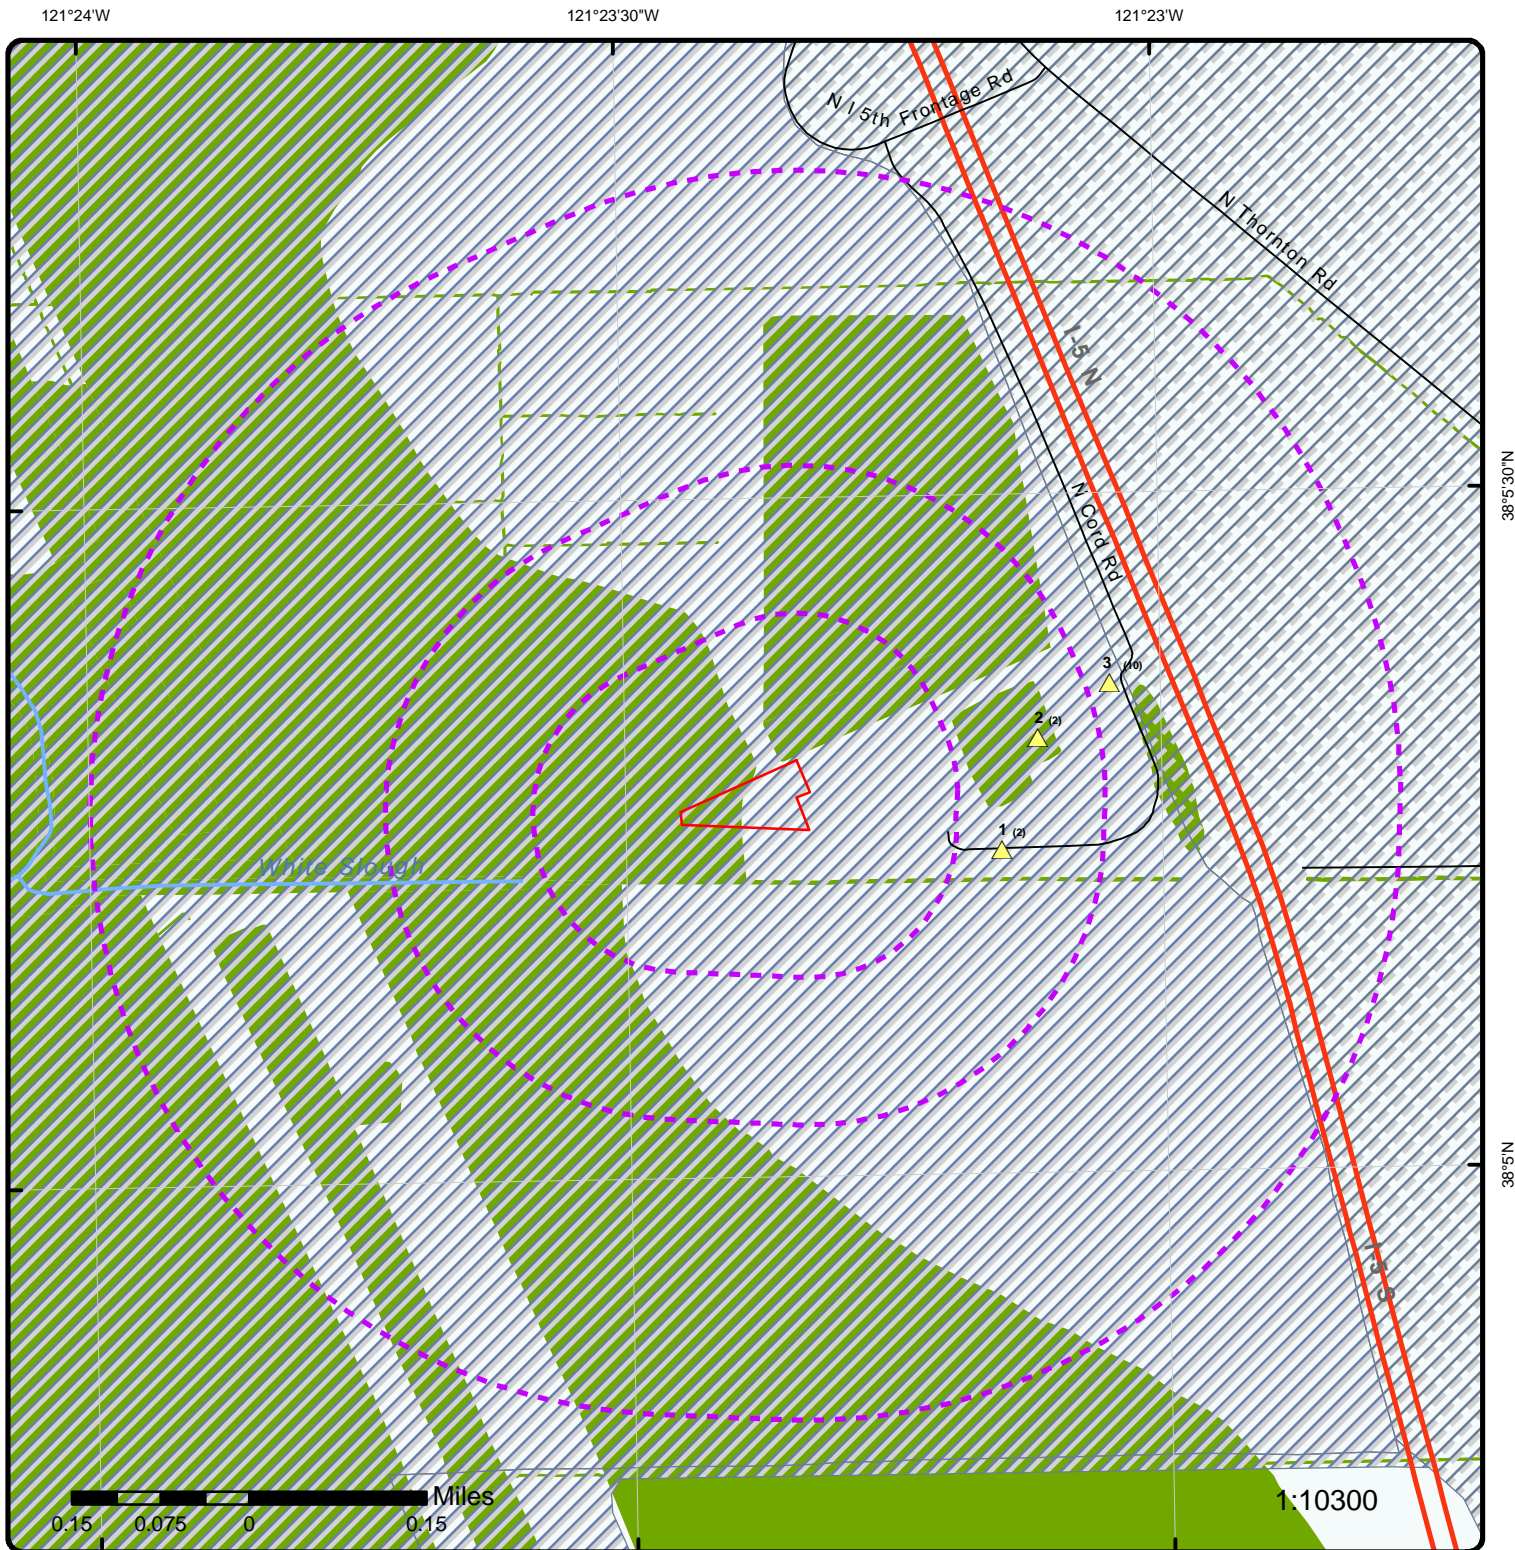 121°24'W 121°23'30"W 121°23'W
N I 5th Frontage Rd
N Thornton Rd
I-5 N
38°5'30"N
N Cord Rd
3 (10)
2 (2)
1 (2)
White Slough
38°5'N
I-5 S
Miles
1:10300
0.15 0.075 0 0.15